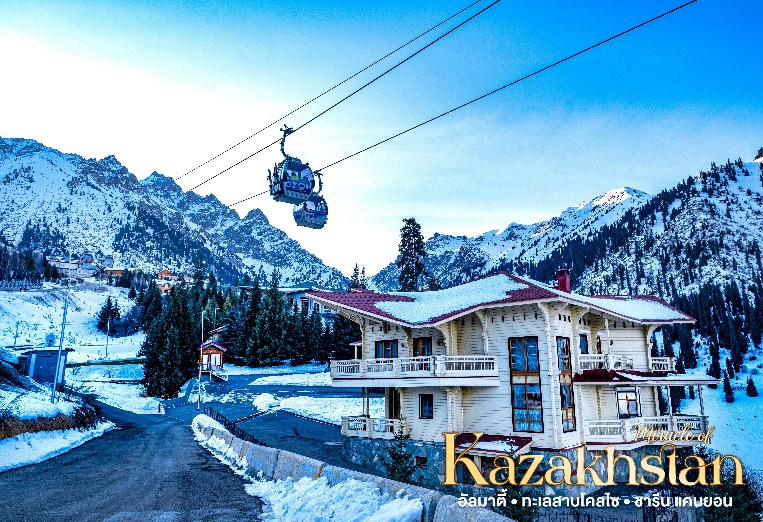 Miracle of
Kazakhstan
อัลมาตี้ • ทะเลสาบโคลไซ • ชารีน แคนยอน